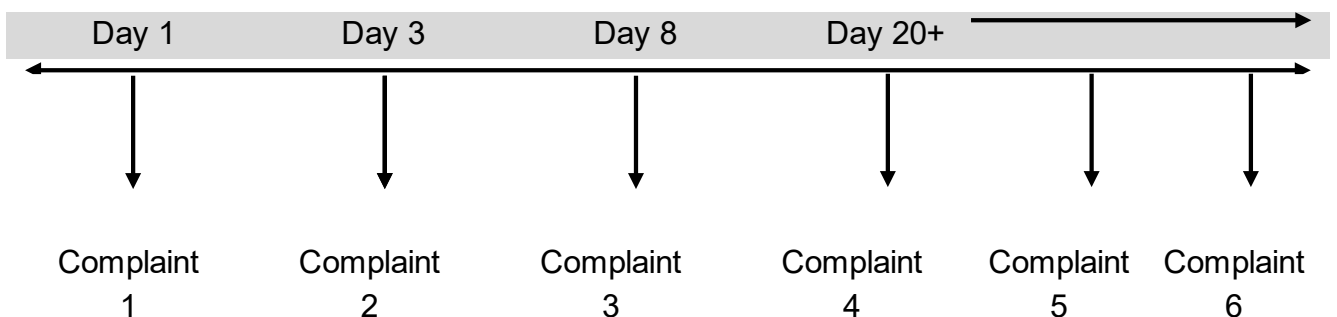 Day 1 Day 3 Day 8 Day 20+
Complaint Complaint Complaint Complaint Complaint Complaint
1 2 3 4 5 6